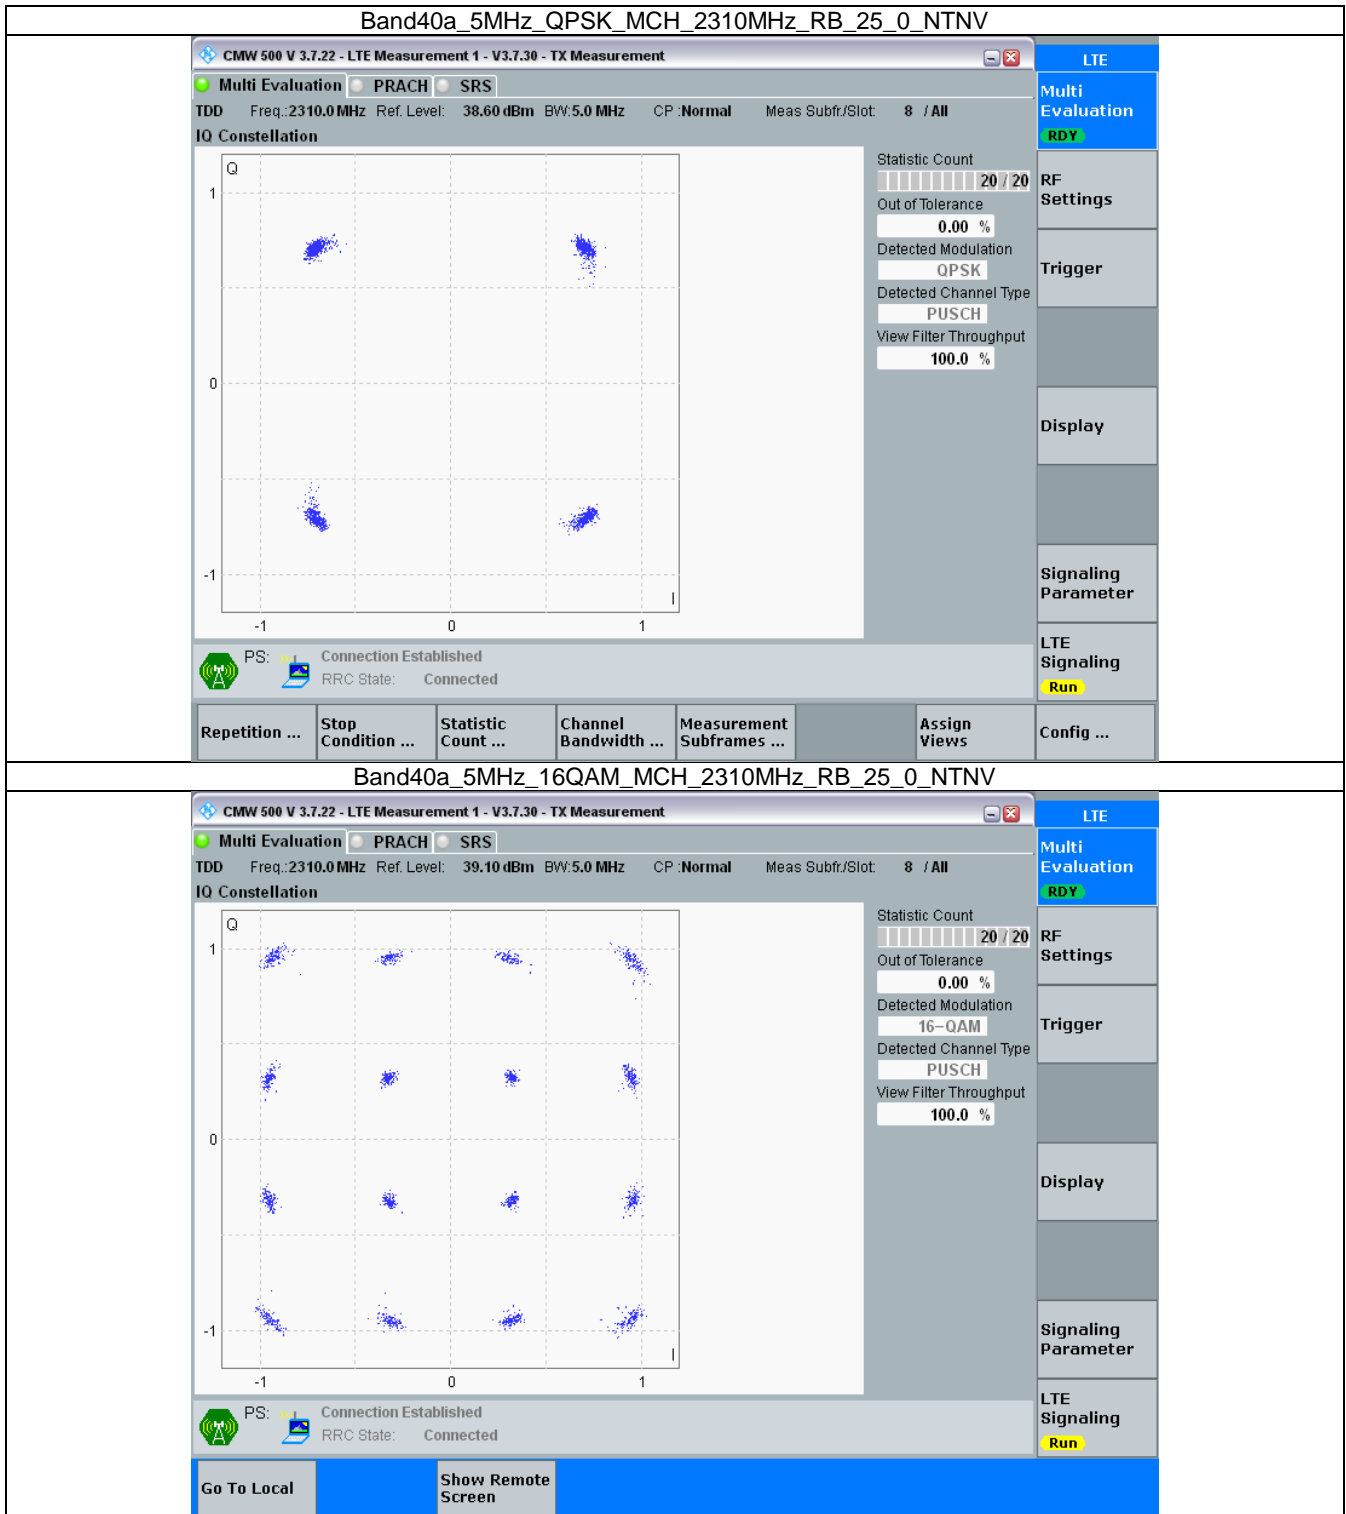 Band40a_5MHz_QPSK_MCH_2310MHz_RB_25_0_NTNV
CMW 500 V 3.7.22 - LTE Measurement 1 - V3.7.30 - TX Measurement
LTE
Multi Evaluation PRACH SRS
Multi
Evaluation
RDY
TDD Freq.:2310.0 MHz Ref. Level: 38.60 dBm BW:5.0 MHz CP :Normal Meas Subfr./Slot: 8 / All
IQ Constellation
Q
1
0
-1
-1 0 1
I
Statistic Count
20 / 20
Out of Tolerance
0.00 %
Detected Modulation
QPSK
Detected Channel Type
PUSCH
View Filter Throughput
100.0 %
RF
Settings
Trigger
Display
Signaling
Parameter
LTE
Signaling
Run
PS: Connection Established
RRC State: Connected
Repetition ...
Stop
Condition ...
Statistic
Count ...
Channel
Bandwidth ...
Measurement
Subframes ...
Assign
Views
Config ...
Band40a_5MHz_16QAM_MCH_2310MHz_RB_25_0_NTNV
CMW 500 V 3.7.22 - LTE Measurement 1 - V3.7.30 - TX Measurement
LTE
Multi Evaluation PRACH SRS
Multi
Evaluation
RDY
TDD Freq.:2310.0 MHz Ref. Level: 39.10 dBm BW:5.0 MHz CP :Normal Meas Subfr./Slot: 8 / All
IQ Constellation
Q
1
0
-1
-1 0 1
I
Statistic Count
20 / 20
Out of Tolerance
0.00 %
Detected Modulation
16-QAM
Detected Channel Type
PUSCH
View Filter Throughput
100.0 %
RF
Settings
Trigger
Display
Signaling
Parameter
LTE
Signaling
Run
PS: Connection Established
RRC State: Connected
Go To Local
Show Remote
Screen